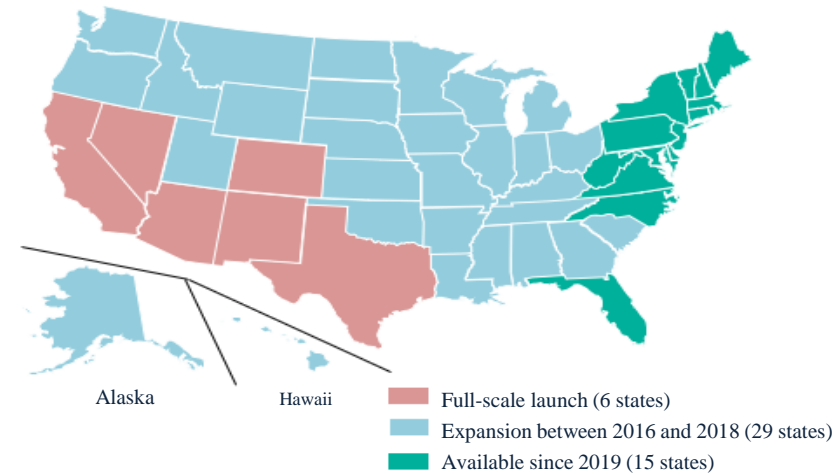 Alaska
Hawaii
Full-scale launch (6 states)
Expansion between 2016 and 2018 (29 states)
Available since 2019 (15 states)